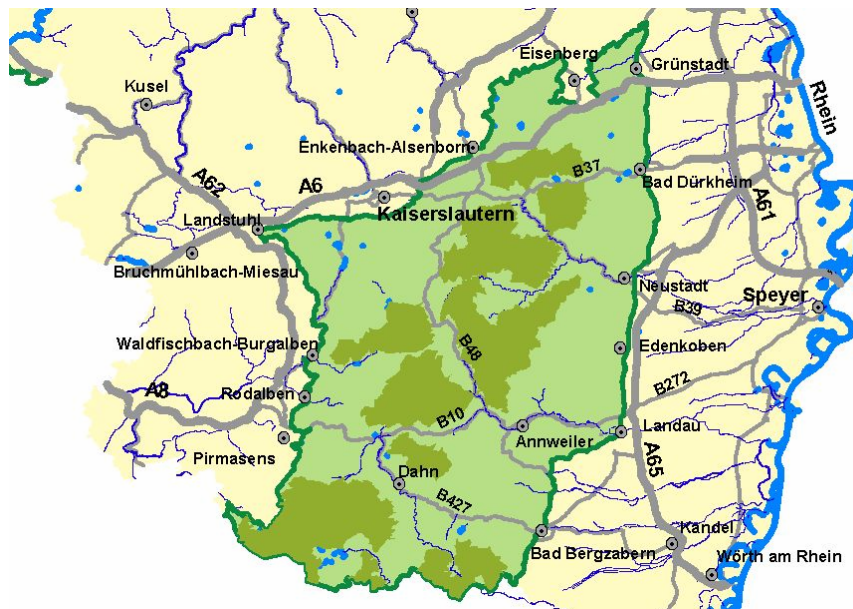 Eisenberg
Grünstadt
Kusel
Rhein
Enkenbach-Alsenborn
A62
A6
B37
Bad Dürkheim
A61
Kaiserslautern
Landstuhl
Bruchmühlbach-Miesau
Neustadt
Speyer
B39
Waldfischbach-Burgalben
B48
Edenkoben
B272
A8
Rodalben
B10
Annweiler
Landau
Pirmasens
A65
Dahn
B427
Kandel
Bad Bergzabern
Wörth am Rhein